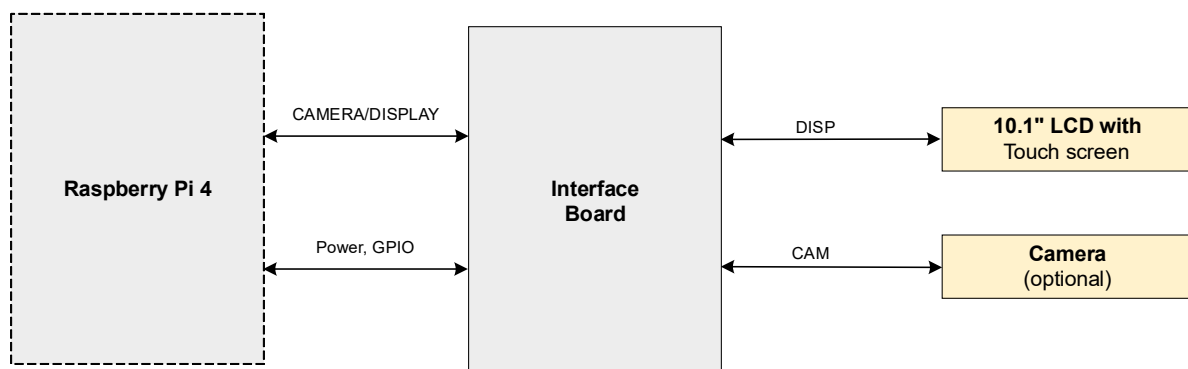 CAMERA/DISPLAY
Raspberry Pi 4
Power, GPIO
Interface
Board
DISP
10.1" LCD with
Touch screen
CAM
Camera
(optional)